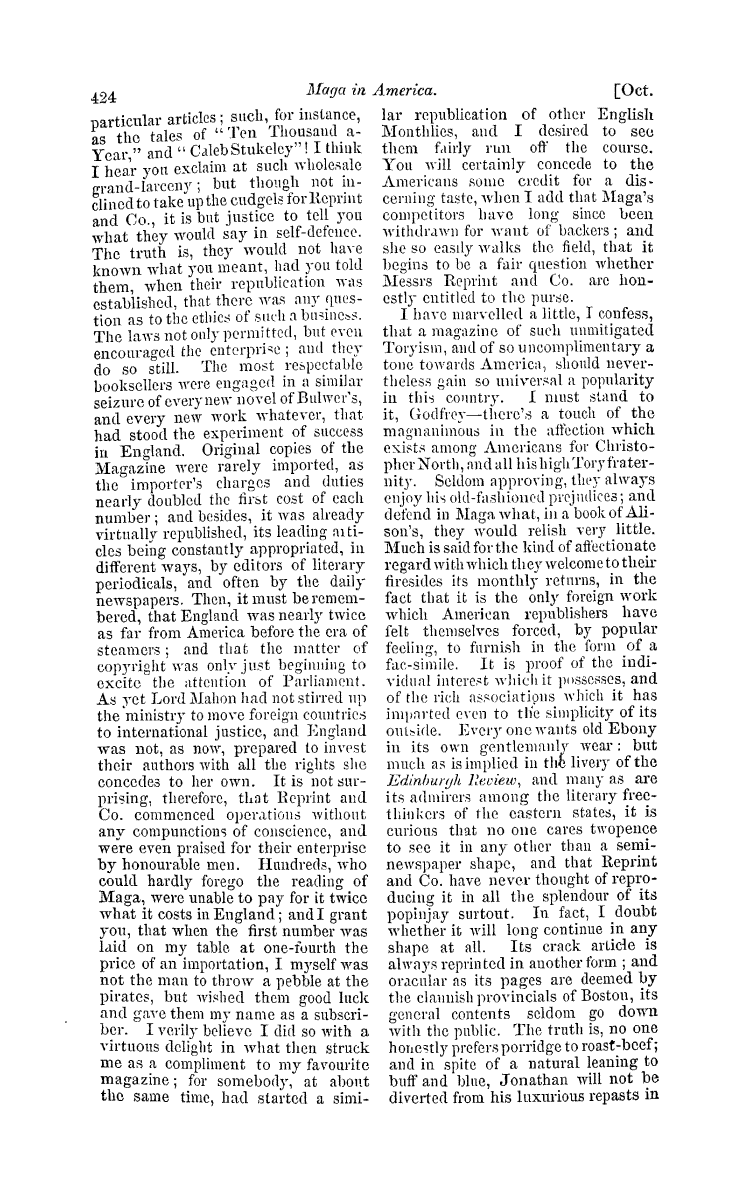 424
Maga in America.
[Oct.
particular articles; such, for instance,
as the tales of "Ten Thousand a-
Year," and "Caleb Stukeley"! I think
I hear you exclaim at such wholesale
grand-larceny; but though not in-
clined to take up the cudgels for Reprint
and Co., it is but justice to tell you
what they would say in self-defence.
The truth is, they would not have
known what you meant, had you told
them, when their republication was
established, that there was any ques-
tion as to the ethics of such a business.
The laws not only permitted, but even
encouraged the enterprise; and they
do so still. The most respectable
booksellers were engaged in a similar
seizure of every new novel of Bulwer's,
and every new work whatever, that
had stood the experiment of success
in England. Original copies of the
Magazine were rarely imported, as
the importer's charges and duties
nearly doubled the first cost of each
number; and besides, it was already
virtually republished, its leading arti-
cles being constantly appropriated, in
different ways, by editors of literary
periodicals, and often by the daily
newspapers. Then, it must be remem-
bered, that England was nearly twice
as far from America before the era of
steamers; and that the matter of
copyright was only just beginning to
excite the attention of Parliament.
As yet Lord Mahon had not stirred up
the ministry to move foreign countries
to international justice, and England
was not, as now, prepared to invest
their authors with all the rights she
concedes to her own. It is not sur-
prising, therefore, that Reprint and
Co. commenced operations without
any compunctions of conscience, and
were even praised for their enterprise
by honourable men. Hundreds, who
could hardly forego the reading of
Maga, were unable to pay for it twice
what it costs in England; and I grant
you, that when the first number was
laid on my table at one-fourth the
price of an importation, I myself was
not the man to throw a pebble at the
pirates, but wished them good luck
and gave them my name as a subscri-
ber. I verily believe I did so with a
virtuous delight in what then struck
me as a compliment to my favourite
magazine; for somebody, at about
the same time, had started a simi-
lar republication of other English
Monthlies, and I desired to see
them fairly run off the course.
You will certainly concede to the
Americans some credit for a dis-
cerning taste, when I add that Maga's
competitors have long since been
withdrawn for want of backers; and
she so easily walks the field, that it
begins to be a fair question whether
Messrs Reprint and Co. are hon-
estly entitled to the purse.
I have marvelled a little, I confess,
that a magazine of such unmitigated
Toryism, and of so uncomplimentary a
tone towards America, should never-
theless gain so universal a popularity
in this country. I must stand to
it, Godfrey—there's a touch of the
magnanimous in the affection which
exists among Americans for Christo-
pher North, and all his high Tory frater-
nity. Seldom approving, they always
enjoy his old-fashioned prejudices; and
defend in Maga what, in a book of Ali-
son's, they would relish very little.
Much is said for the kind of affectionate
regard with which they welcome to their
firesides its monthly returns, in the
fact that it is the only foreign work
which American republishers have
felt themselves forced, by popular
feeling, to furnish in the form of a
fac-simile. It is proof of the indi-
vidual interest which it possesses, and
of the rich associations which it has
imparted even to the simplicity of its
outside. Every one wants old Ebony
in its own gentlemanly wear: but
much as is implied in the livery of the
Edinburgh Review, and many as are
its admirers among the literary free-
thinkers of the eastern states, it is
curious that no one cares twopence
to see it in any other than a semi-
newspaper shape, and that Reprint
and Co. have never thought of repro-
ducing it in all the splendour of its
popinjay surtout. In fact, I doubt
whether it will long continue in any
shape at all. Its crack article is
always reprinted in another form; and
oracular as its pages are deemed by
the clannish provincials of Boston, its
general contents seldom go down
with the public. The truth is, no one
honestly prefers porridge to roast-beef;
and in spite of a natural leaning to
buff and blue, Jonathan will not be
diverted from his luxurious repasts in